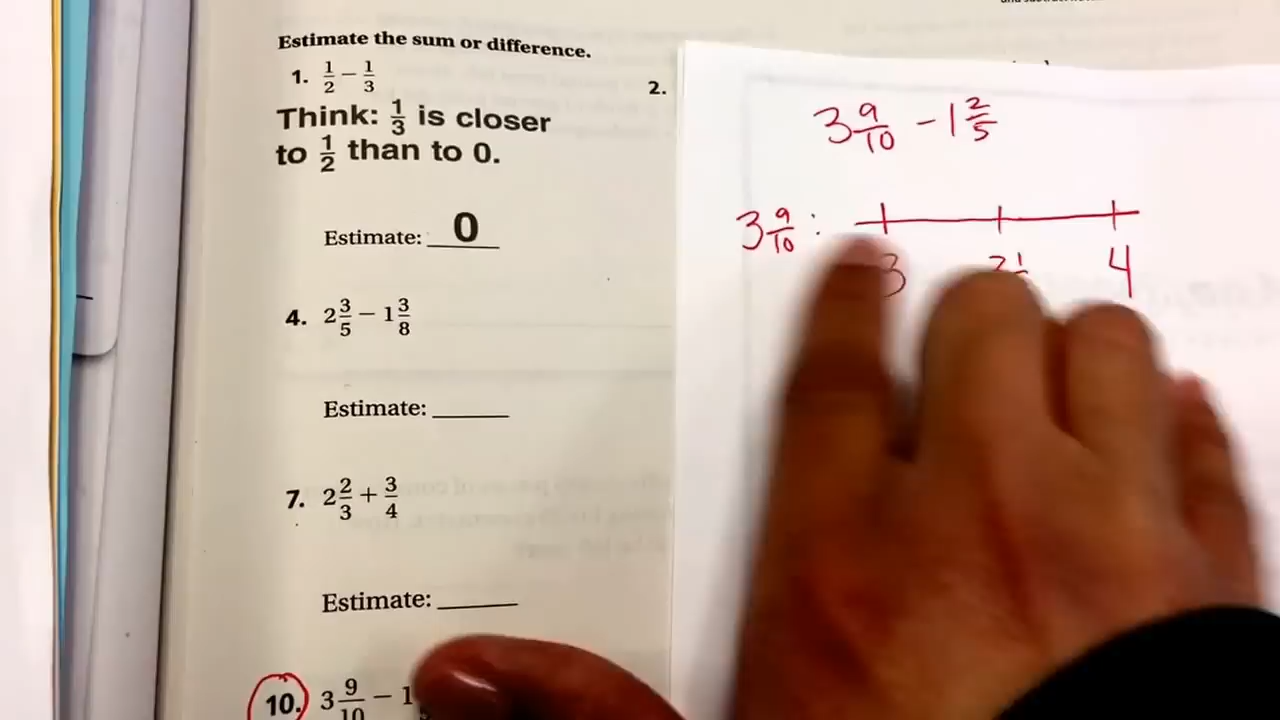 Estimate the sum or difference.
1. 1/2 − 1/3
2.
Think: 1/3 is closer
to 1/2 than to 0.
Estimate: 0
4. 2 3/5 − 1 3/8
Estimate: ______
7. 2 2/3 + 3/4
Estimate: ______
10. 3 9/10 − 1
3 9/10 − 1 2/5
3 9/10 :
3 4